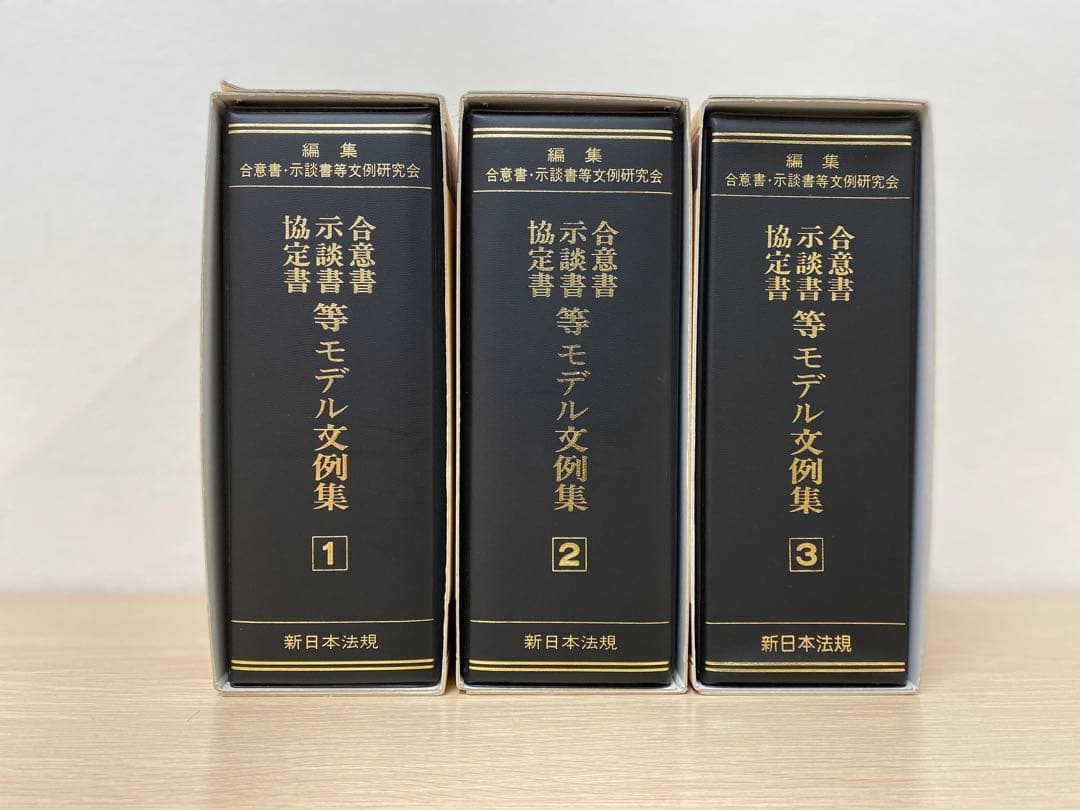 編集
合意書・示談書等文例研究会
合意書
示談書
協定書
等モデル文例集
1
新日本法規
編集
合意書・示談書等文例研究会
合意書
示談書
協定書
等モデル文例集
2
新日本法規
編集
合意書・示談書等文例研究会
合意書
示談書
協定書
等モデル文例集
3
新日本法規